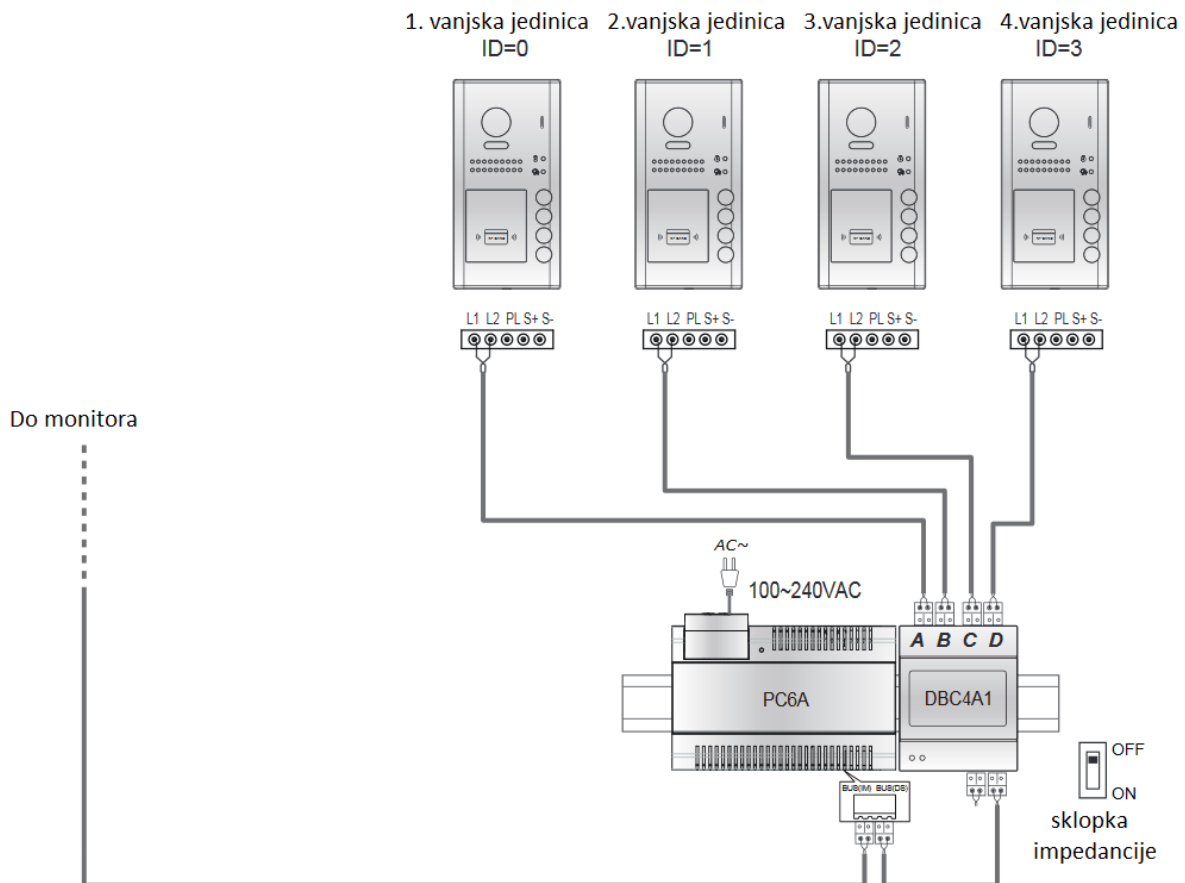 1. vanjska jedinica 2.vanjska jedinica 3.vanjska jedinica 4.vanjska jedinica
ID=0 ID=1 ID=2 ID=3
L1 L2 PL S+ S- L1 L2 PL S+ S- L1 L2 PL S+ S- L1 L2 PL S+ S-
Do monitora
AC~
100~240VAC
A B C D
PC6A DBC4A1
OFF
ON
BUS(IM) BUS(DS)
sklopka
impedancije